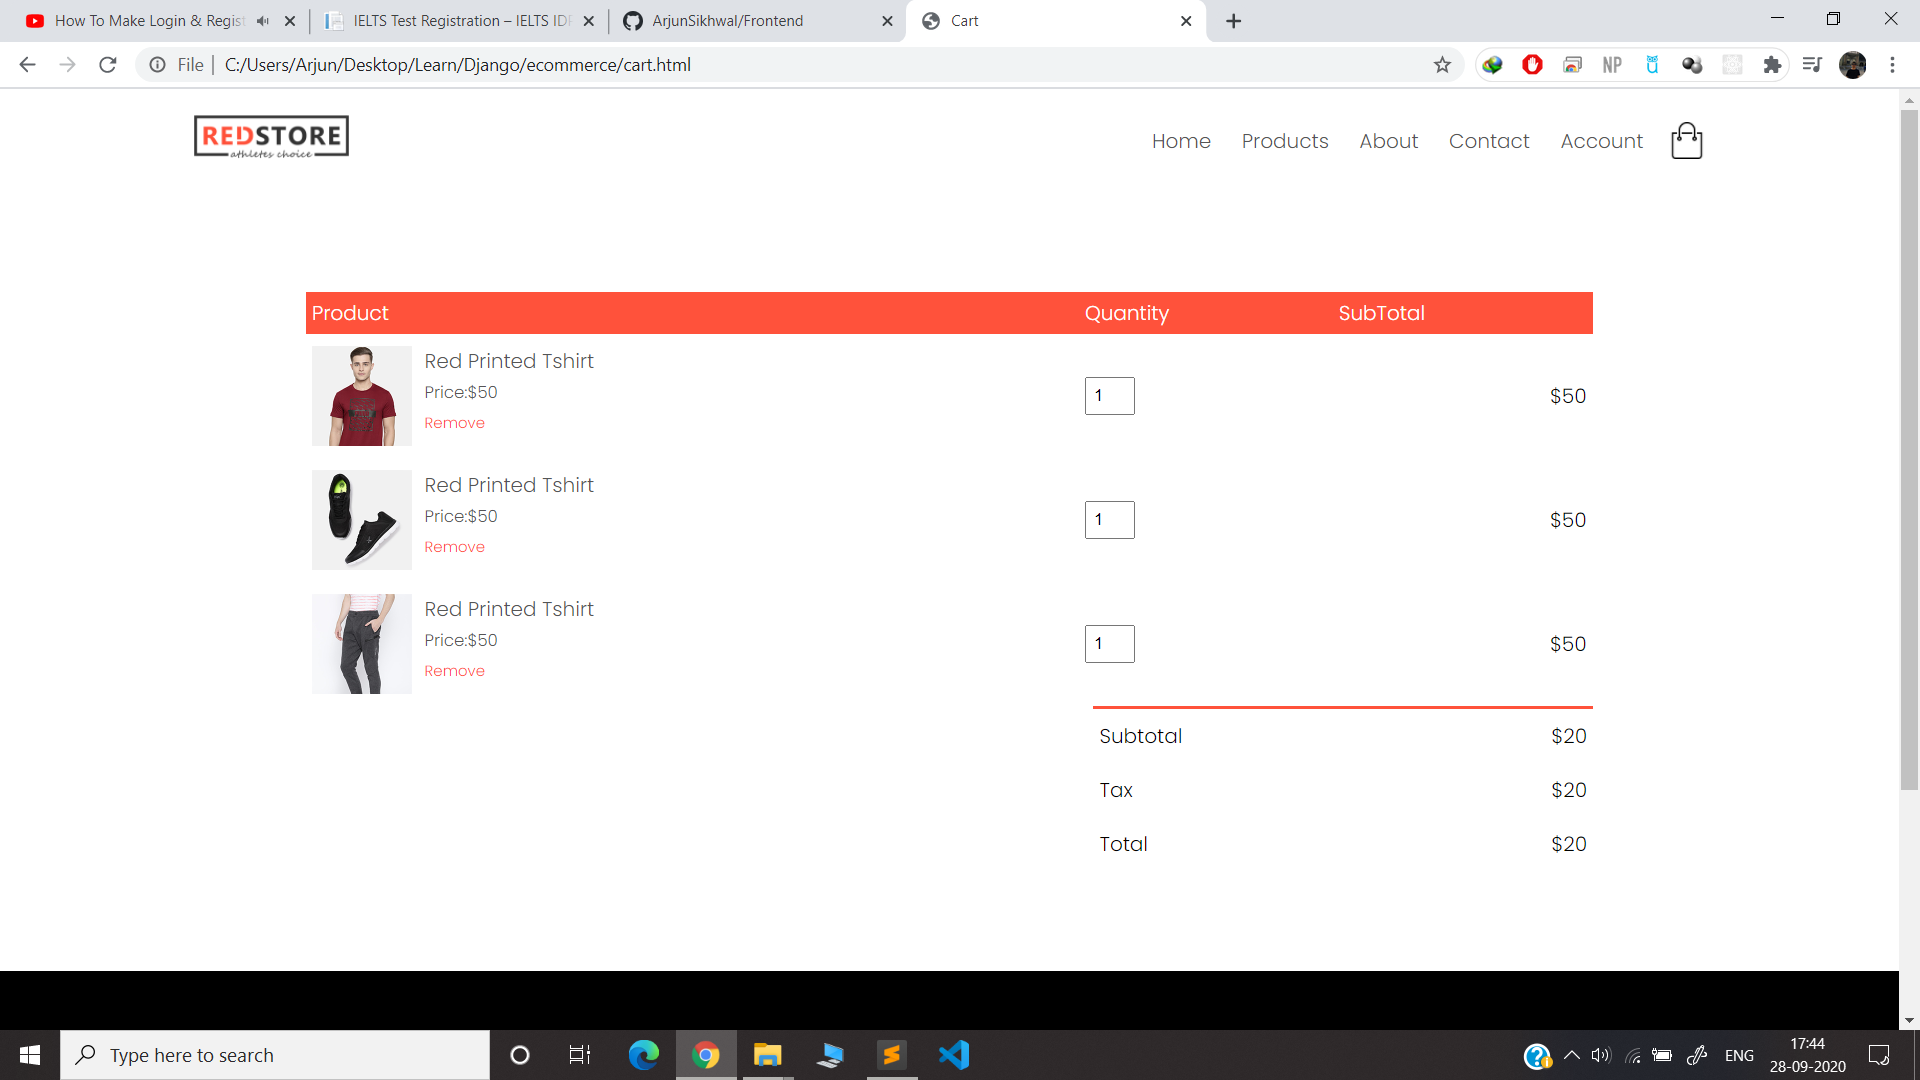 How To Make Login & Regist
IELTS Test Registration – IELTS IDP
ArjunSikhwal/Frontend
Cart
File
C:/Users/Arjun/Desktop/Learn/Django/ecommerce/cart.html
NP
REDSTORE
athletes choice
Home Products About Contact Account
Product Quantity SubTotal
Red Printed Tshirt
Price:$50
Remove
1
$50
Red Printed Tshirt
Price:$50
Remove
1
$50
Red Printed Tshirt
Price:$50
Remove
1
$50
Subtotal $20
Tax $20
Total $20
Type here to search
ENG
17:44
28-09-2020